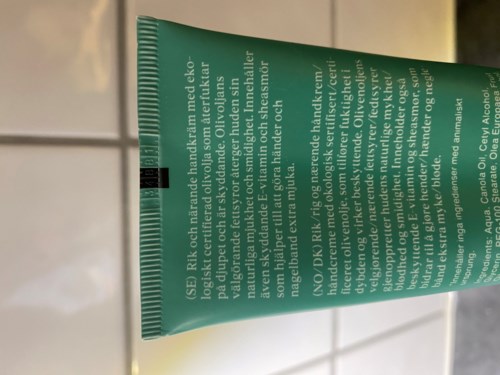 (SE) Rik och närande handkräm med eko-
logiskt certifierad olivolja som återfuktar
på djupet och är skyddande. Olivoljans
välgörande fettsyror återger huden sin
naturliga mjukhet och smidighet. Innehåller
även skyddande E-vitamin och sheasmör
som hjälper till att göra händer och
nagelband extra mjuka.
(NO/DK) Rik/rig og nærende håndkrem/
håndcreme med økologisk sertifisert/certi-
ficeret olivenolje, som tilfører fuktighet i
dybden og virker beskyttende. Olivenoljens
velgjørende/nærende fettsyrer/fedtsyrer
gjenoppretter hudens naturlige mykhet/
blødhed og smidighet. Inneholder også
beskyttende E-vitamin og sheasmør, som
bidrar til å gjøre hender/hænder og negle
bånd ekstra myke/bløde.
Innehåller inga ingredienser med animaliskt
ursprung.
Ingredients: Aqua, Canola Oil, Cetyl Alcohol,
Stearate, Olea Europaea